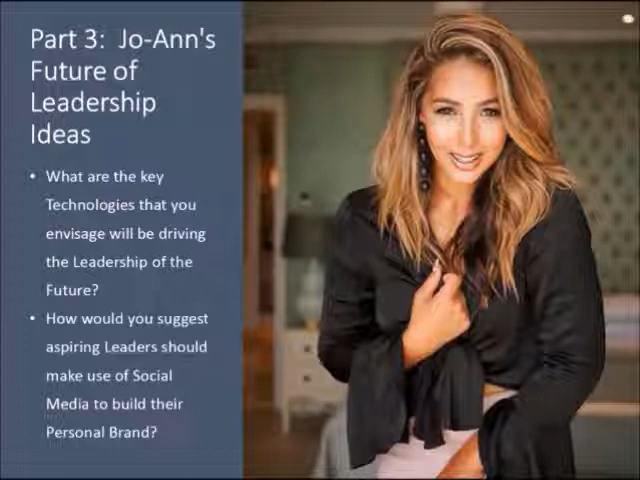 Part 3:  Jo-Ann's
Future of
Leadership
Ideas
• What are the key
Technologies that you
envisage will be driving
the Leadership of the
Future?
• How would you suggest
aspiring Leaders should
make use of Social
Media to build their
Personal Brand?